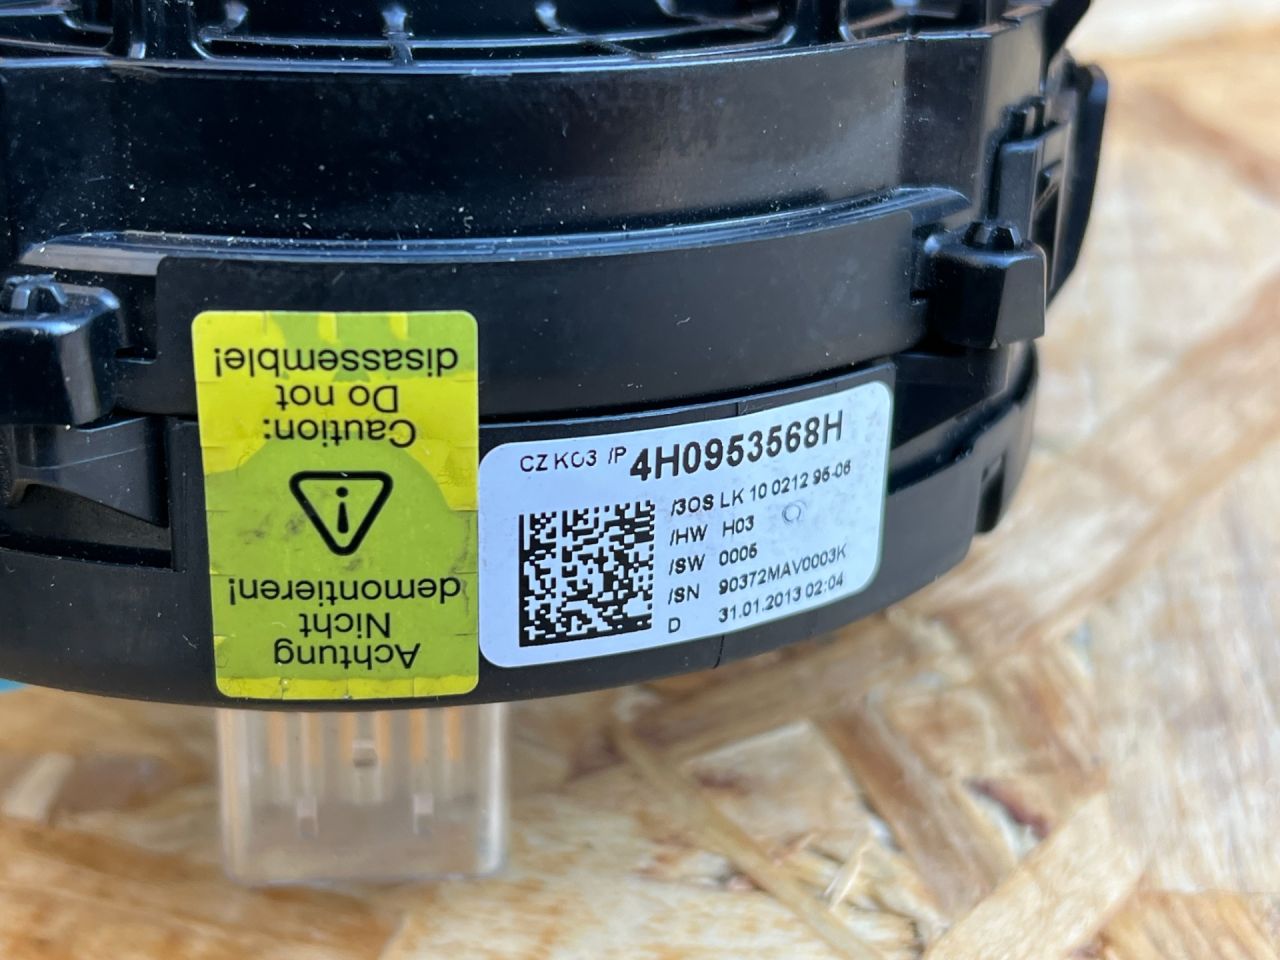 Achtung
Nicht
demontieren!
Caution:
Do not
disassemble!
CZ K03 /P 4H0953568H
/3OS LK 10 0212 95-06
/HW H03
/SW 0005
/SN 90372MAV0003K
D 31.01.2013 02:04